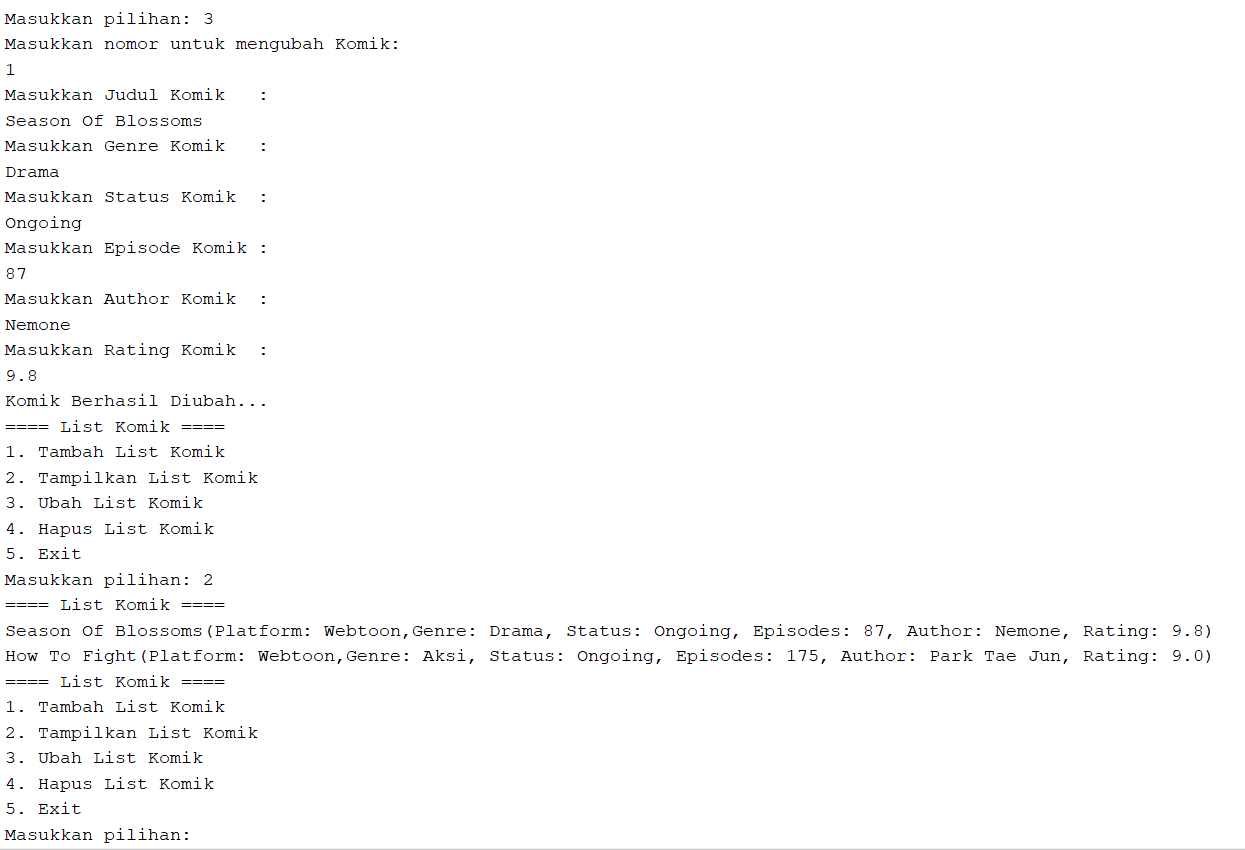 Masukkan pilihan: 3
Masukkan nomor untuk mengubah Komik:
1
Masukkan Judul Komik   :
Season Of Blossoms
Masukkan Genre Komik   :
Drama
Masukkan Status Komik  :
Ongoing
Masukkan Episode Komik :
87
Masukkan Author Komik  :
Nemone
Masukkan Rating Komik  :
9.8
Komik Berhasil Diubah...
==== List Komik ====
1. Tambah List Komik
2. Tampilkan List Komik
3. Ubah List Komik
4. Hapus List Komik
5. Exit
Masukkan pilihan: 2
==== List Komik ====
Season Of Blossoms(Platform: Webtoon,Genre: Drama, Status: Ongoing, Episodes: 87, Author: Nemone, Rating: 9.8)
How To Fight(Platform: Webtoon,Genre: Aksi, Status: Ongoing, Episodes: 175, Author: Park Tae Jun, Rating: 9.0)
==== List Komik ====
1. Tambah List Komik
2. Tampilkan List Komik
3. Ubah List Komik
4. Hapus List Komik
5. Exit
Masukkan pilihan: